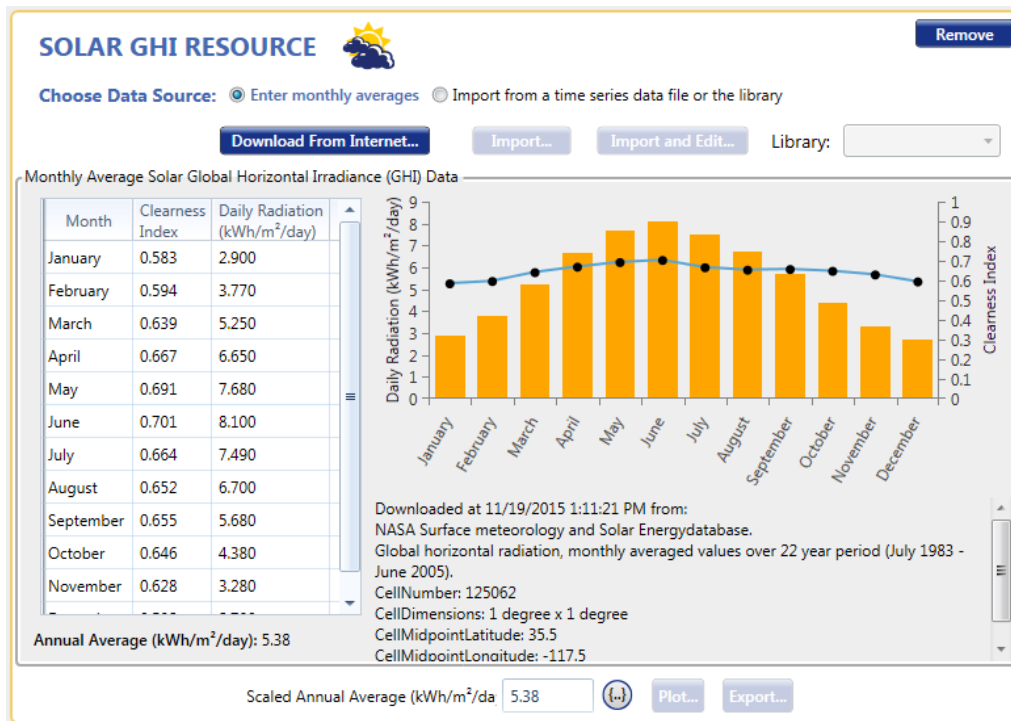 SOLAR GHI RESOURCE
Remove
Choose Data Source: Enter monthly averages Import from a time series data file or the library
Download From Internet... Import... Import and Edit... Library:
Monthly Average Solar Global Horizontal Irradiance (GHI) Data
Month Clearness Index Daily Radiation (kWh/m²/day)
January 0.583 2.900
February 0.594 3.770
March 0.639 5.250
April 0.667 6.650
May 0.691 7.680
June 0.701 8.100
July 0.664 7.490
August 0.652 6.700
September 0.655 5.680
October 0.646 4.380
November 0.628 3.280
Annual Average (kWh/m²/day): 5.38
Daily Radiation (kWh/m²/day)
9
8
7
6
5
4
3
2
1
0
1
0.9
0.8
0.7
0.6
0.5
0.4
0.3
0.2
0.1
0
Clearness Index
January February March April May June July August September October November December
Downloaded at 11/19/2015 1:11:21 PM from:
NASA Surface meteorology and Solar Energydatabase.
Global horizontal radiation, monthly averaged values over 22 year period (July 1983 -
June 2005).
CellNumber: 125062
CellDimensions: 1 degree x 1 degree
CellMidpointLatitude: 35.5
CellMidpointLongitude: -117.5
Scaled Annual Average (kWh/m²/da 5.38 {..} Plot... Export...